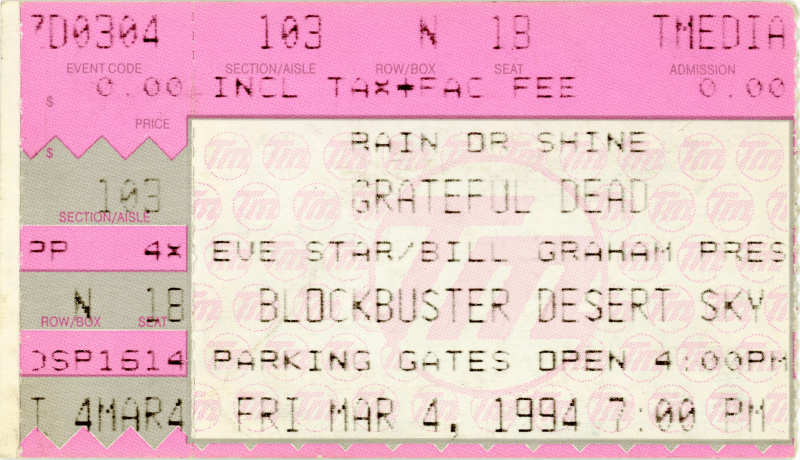 7D0304 103 N 18 TMEDIA
EVENT CODE SECTION/AISLE ROW/BOX SEAT ADMISSION
$ 0.00 INCL TAX+FAC FEE 0.00
PRICE
$
RAIN OR SHINE
103 GRATEFUL DEAD
SECTION/AISLE
PP 4X EVE STAR/BILL GRAHAM PRES
N 18 BLOCKBUSTER DESERT SKY
ROW/BOX SEAT
DSP1614 PARKING GATES OPEN 4:00PM
T 4MAR4 FRI MAR 4, 1994 7:00 PM